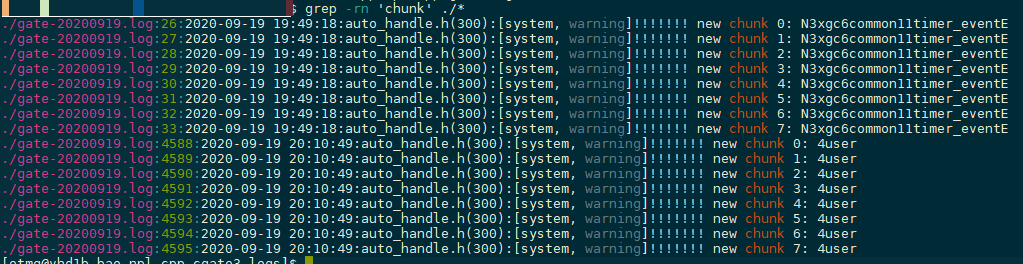 $ grep -rn 'chunk' ./*
./gate-20200919.log:26:2020-09-19 19:49:18:auto_handle.h(300):[system, warning]!!!!!!! new chunk 0: N3xgc6common11timer_eventE
./gate-20200919.log:27:2020-09-19 19:49:18:auto_handle.h(300):[system, warning]!!!!!!! new chunk 1: N3xgc6common11timer_eventE
./gate-20200919.log:28:2020-09-19 19:49:18:auto_handle.h(300):[system, warning]!!!!!!! new chunk 2: N3xgc6common11timer_eventE
./gate-20200919.log:29:2020-09-19 19:49:18:auto_handle.h(300):[system, warning]!!!!!!! new chunk 3: N3xgc6common11timer_eventE
./gate-20200919.log:30:2020-09-19 19:49:18:auto_handle.h(300):[system, warning]!!!!!!! new chunk 4: N3xgc6common11timer_eventE
./gate-20200919.log:31:2020-09-19 19:49:18:auto_handle.h(300):[system, warning]!!!!!!! new chunk 5: N3xgc6common11timer_eventE
./gate-20200919.log:32:2020-09-19 19:49:18:auto_handle.h(300):[system, warning]!!!!!!! new chunk 6: N3xgc6common11timer_eventE
./gate-20200919.log:33:2020-09-19 19:49:18:auto_handle.h(300):[system, warning]!!!!!!! new chunk 7: N3xgc6common11timer_eventE
./gate-20200919.log:4588:2020-09-19 20:10:49:auto_handle.h(300):[system, warning]!!!!!!! new chunk 0: 4user
./gate-20200919.log:4589:2020-09-19 20:10:49:auto_handle.h(300):[system, warning]!!!!!!! new chunk 1: 4user
./gate-20200919.log:4590:2020-09-19 20:10:49:auto_handle.h(300):[system, warning]!!!!!!! new chunk 2: 4user
./gate-20200919.log:4591:2020-09-19 20:10:49:auto_handle.h(300):[system, warning]!!!!!!! new chunk 3: 4user
./gate-20200919.log:4592:2020-09-19 20:10:49:auto_handle.h(300):[system, warning]!!!!!!! new chunk 4: 4user
./gate-20200919.log:4593:2020-09-19 20:10:49:auto_handle.h(300):[system, warning]!!!!!!! new chunk 5: 4user
./gate-20200919.log:4594:2020-09-19 20:10:49:auto_handle.h(300):[system, warning]!!!!!!! new chunk 6: 4user
./gate-20200919.log:4595:2020-09-19 20:10:49:auto_handle.h(300):[system, warning]!!!!!!! new chunk 7: 4user